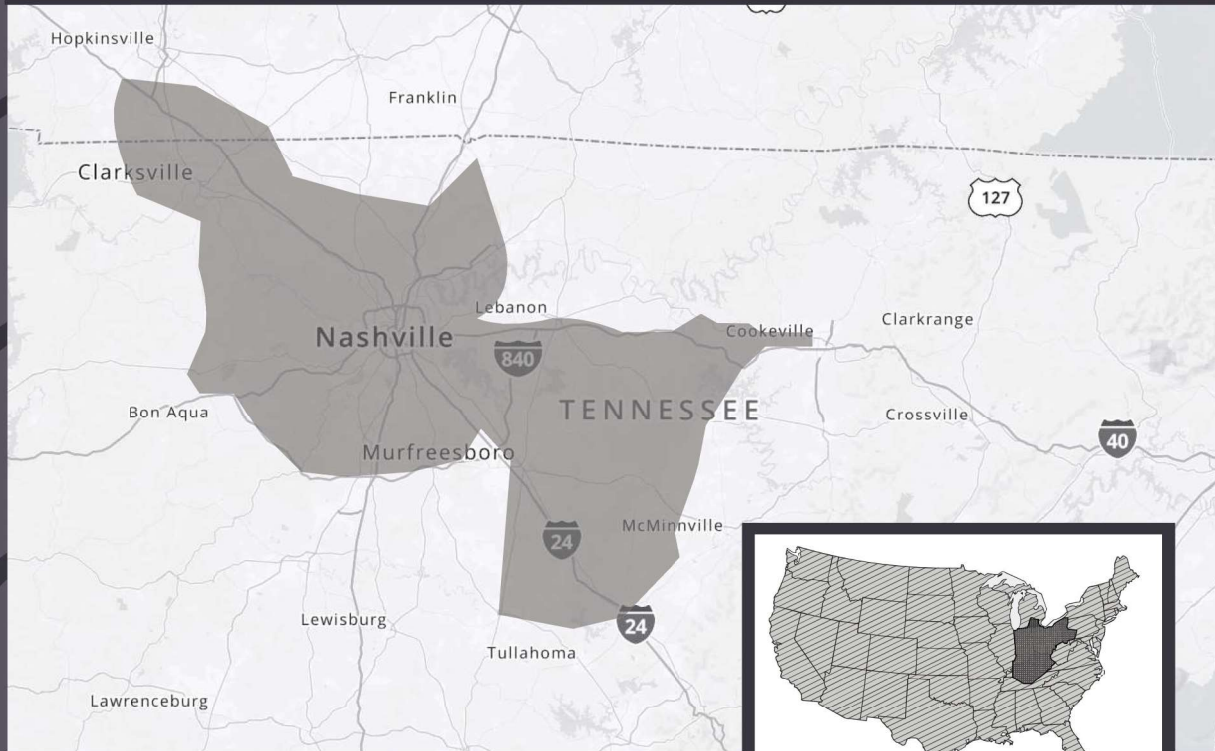 Hopkinsville
Franklin
Clarksville
127
Lebanon
Nashville
Cookeville
Clarkrange
840
TENNESSEE
Bon Aqua
Crossville
40
Murfreesboro
McMinnville
24
Lewisburg
24
Tullahoma
Lawrenceburg